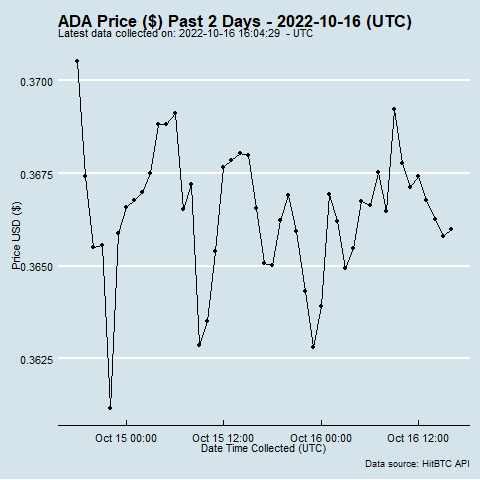 ADA Price ($) Past 2 Days - 2022-10-16 (UTC)
Latest data collected on: 2022-10-16 16:04:29  - UTC
0.3700
0.3675
0.3650
0.3625
Price USD ($)
Oct 15 00:00
Oct 15 12:00
Oct 16 00:00
Oct 16 12:00
Date Time Collected (UTC)
Data source: HitBTC API